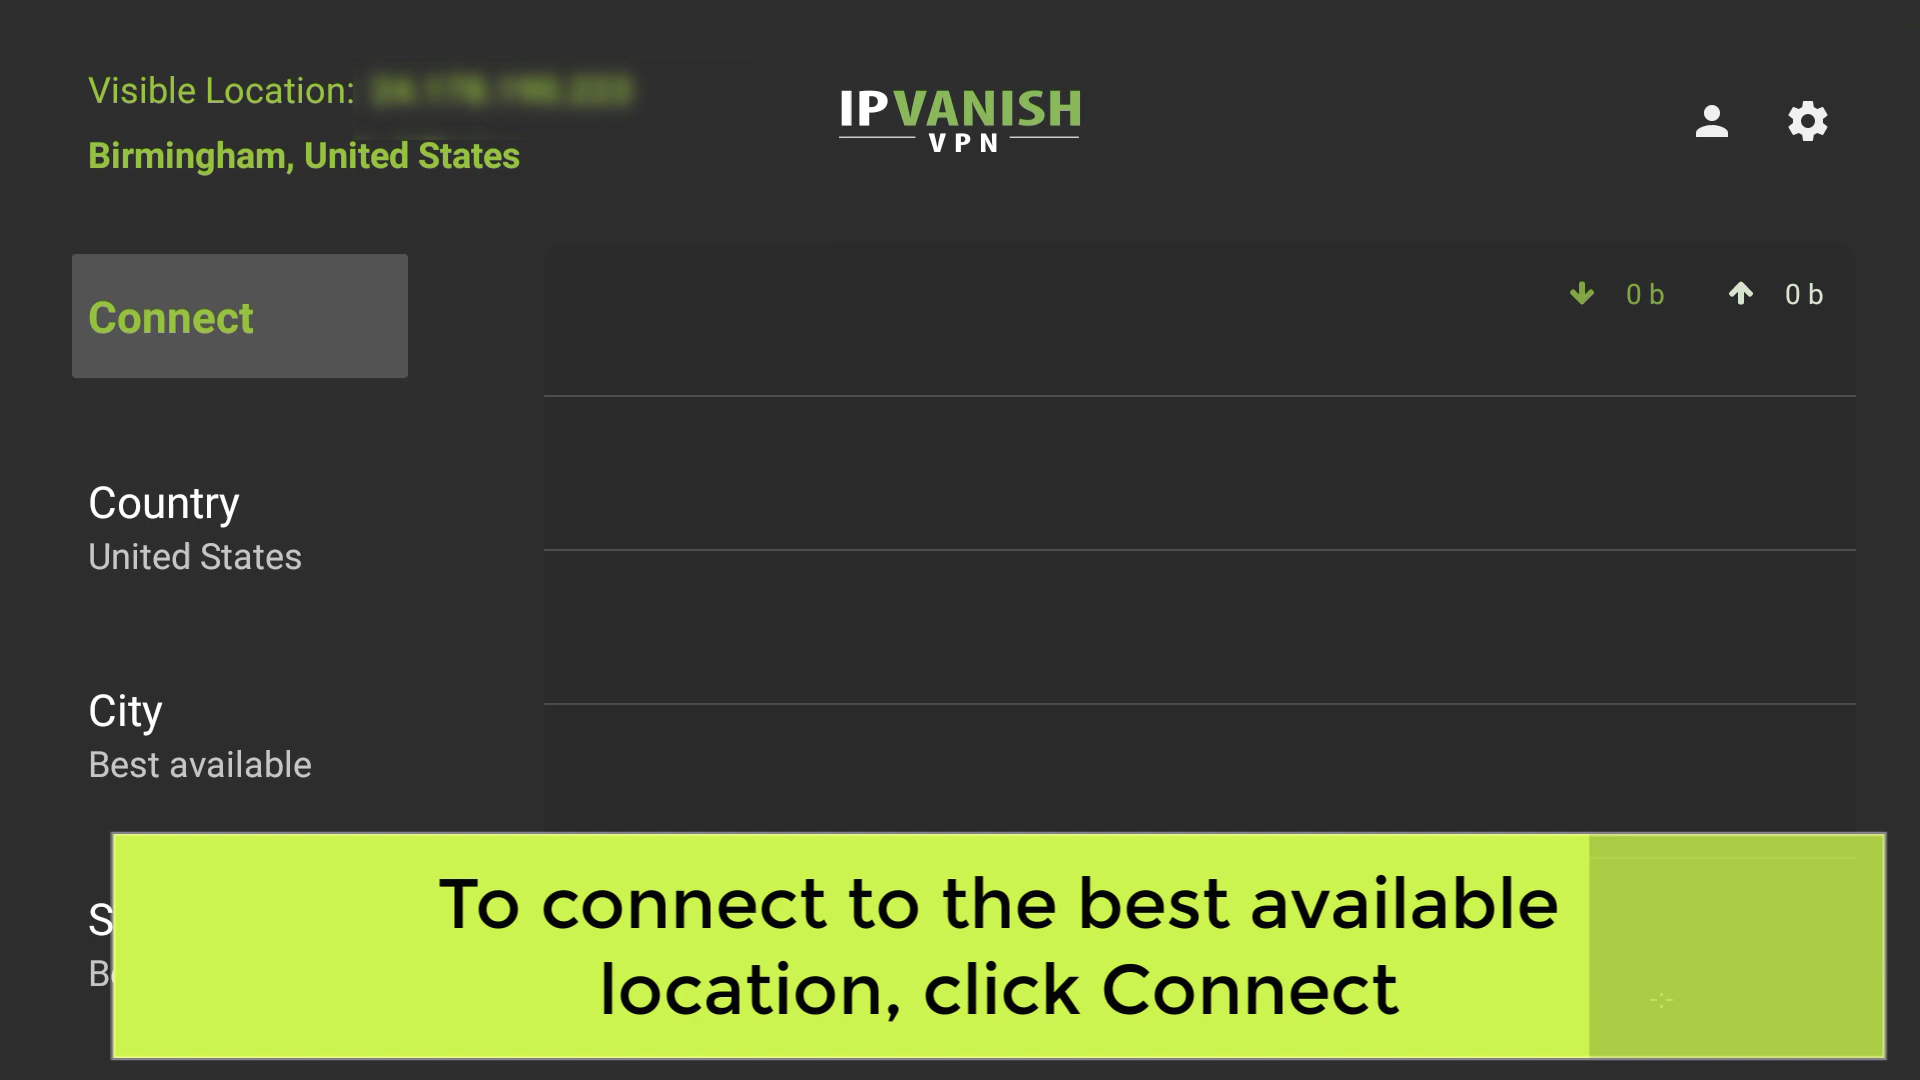 Visible Location:
Birmingham, United States
IPVANISH
VPN
Connect
0 b
0 b
Country
United States
City
Best available
To connect to the best available
location, click Connect